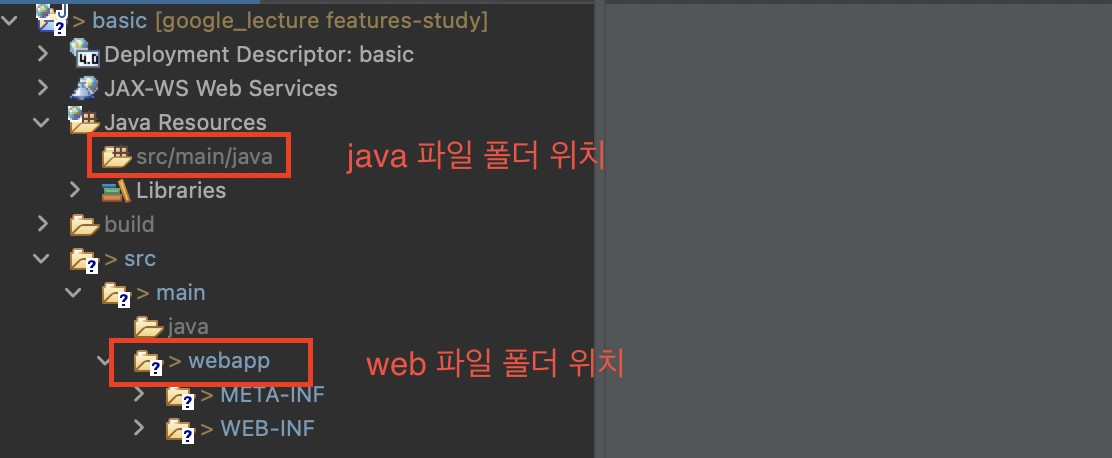 > basic [google_lecture features-study]
4.0 Deployment Descriptor: basic
JAX-WS Web Services
Java Resources
src/main/java java 파일 폴더 위치
Libraries
build
> src
> main
java
> webapp web 파일 폴더 위치
> META-INF
> WEB-INF